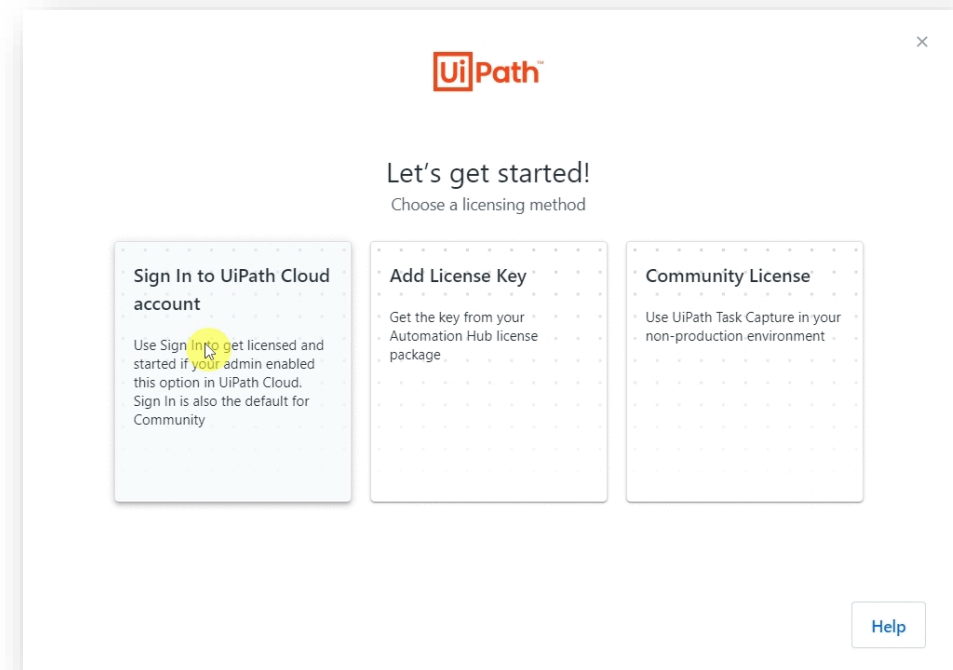 UiPath™
Let's get started!
Choose a licensing method
Sign In to UiPath Cloud
account
Use Sign In to get licensed and
started if your admin enabled
this option in UiPath Cloud.
Sign In is also the default for
Community
Add License Key
Get the key from your
Automation Hub license
package
Community License
Use UiPath Task Capture in your
non-production environment
Help